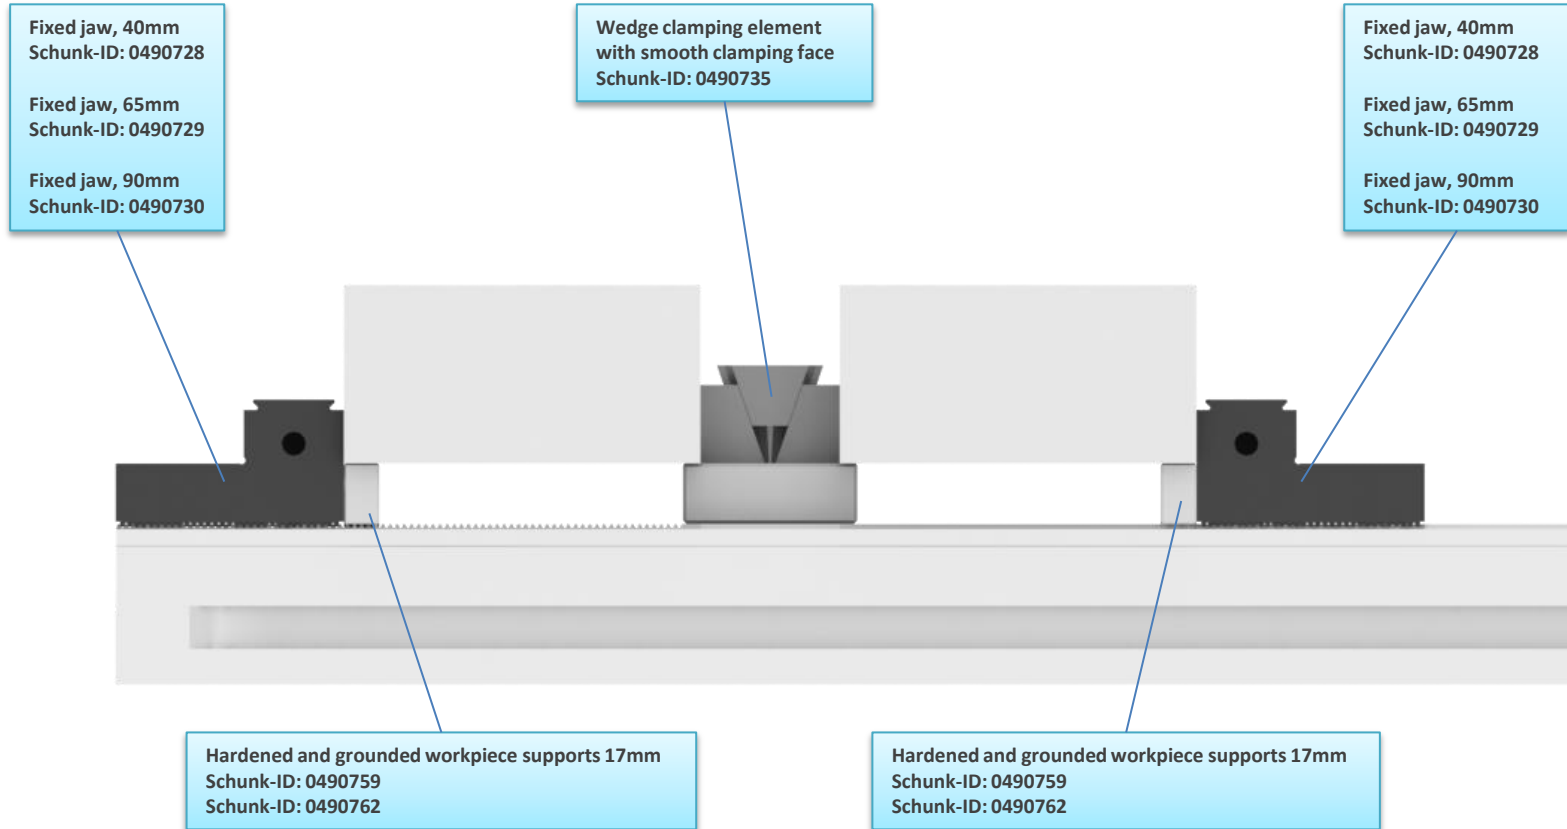 Fixed jaw, 40mm
Schunk-ID: 0490728
Fixed jaw, 65mm
Schunk-ID: 0490729
Fixed jaw, 90mm
Schunk-ID: 0490730
Wedge clamping element
with smooth clamping face
Schunk-ID: 0490735
Fixed jaw, 40mm
Schunk-ID: 0490728
Fixed jaw, 65mm
Schunk-ID: 0490729
Fixed jaw, 90mm
Schunk-ID: 0490730
Hardened and grounded workpiece supports 17mm
Schunk-ID: 0490759
Schunk-ID: 0490762
Hardened and grounded workpiece supports 17mm
Schunk-ID: 0490759
Schunk-ID: 0490762